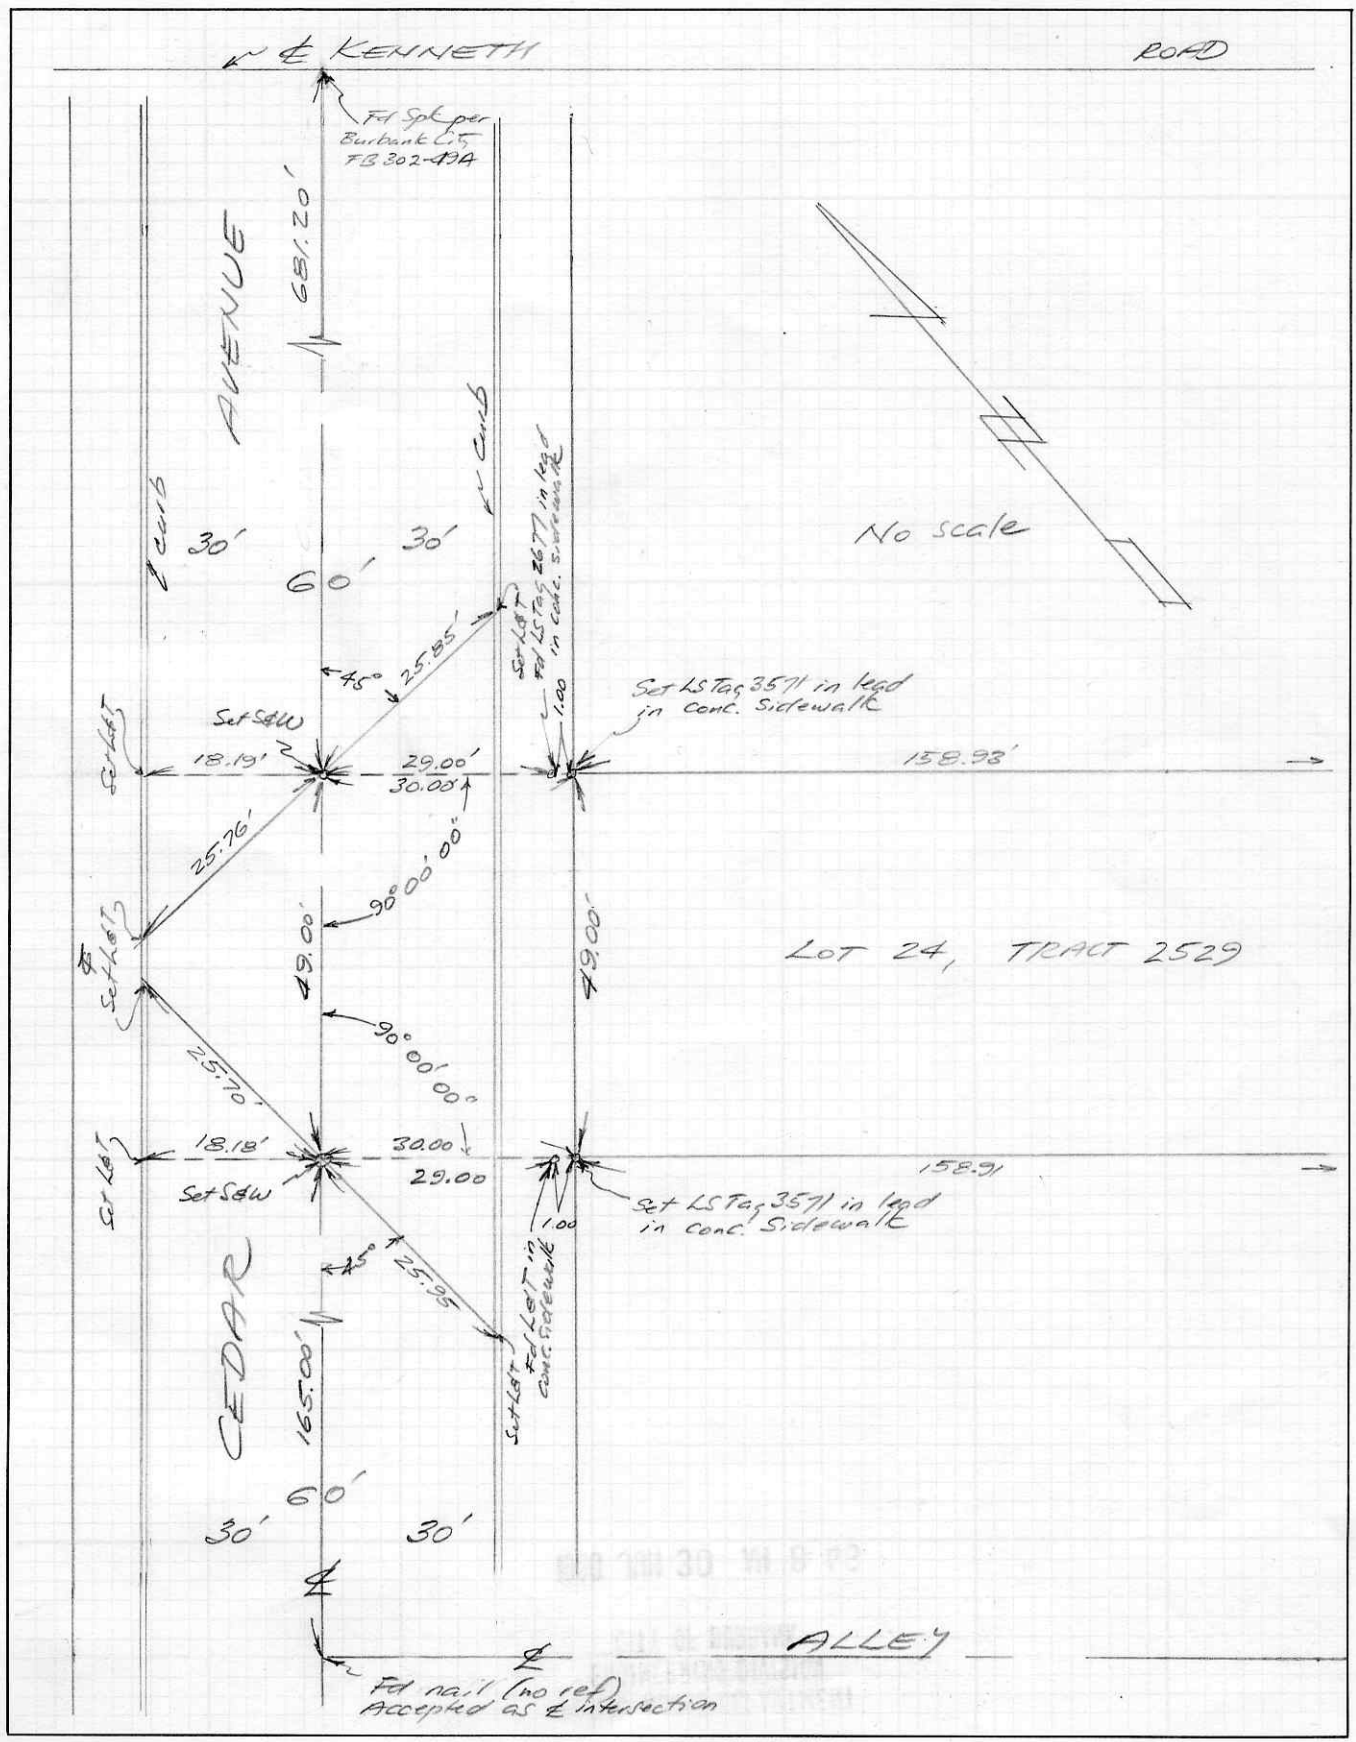 ℄ KENNETH ROAD
Fd Spk per
Burbank City
FB 302-49A
681.20'
AVENUE
Curb
Curb
30'
30'
60'
No scale
Set L&T
Fd LS Tag 2677 in lead
in conc. sidewalk
25.85'
45°
1.00
Set LS Tag 3571 in lead
in conc. Sidewalk
Set S&W
Set L&T
18.19'
29.00'
30.00'
158.93'
25.76'
90° 00' 00"
Set L&T
℄
Set L&T
49.00'
49.00'
LOT 24, TRACT 2529
90° 00' 00"
25.70'
Set L&T
18.18'
30.00
29.00
158.91
Set S&W
Set LS Tag 3571 in lead
in conc. Sidewalk
1.00
Fd L&T in
conc. sidewalk
45°
25.95
Set L&T
CEDAR
165.00'
60'
30'
30'
℄
℄ ALLEY
Fd nail (no ref)
Accepted as ℄ intersection